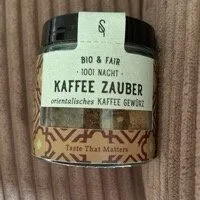 BIO & FAIR
· 1001 NACHT ·
KAFFEE ZAUBER
orientalisches KAFFEE GEWÜRZ
Taste That Matters